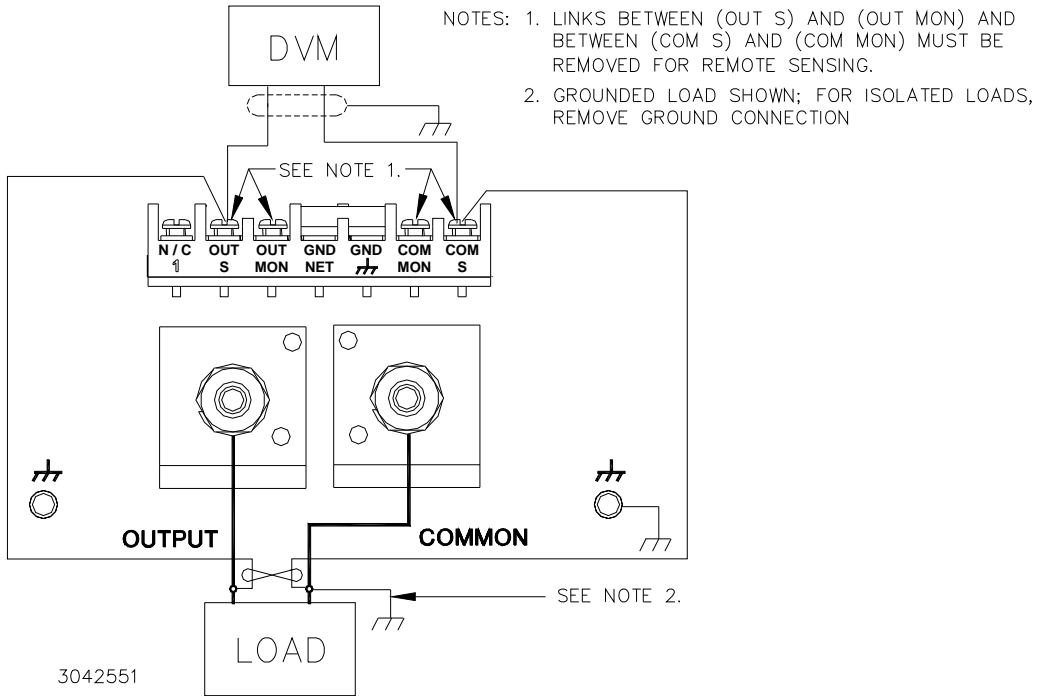 NOTES: 1. LINKS BETWEEN (OUT S) AND (OUT MON) AND
BETWEEN (COM S) AND (COM MON) MUST BE
REMOVED FOR REMOTE SENSING.
2. GROUNDED LOAD SHOWN; FOR ISOLATED LOADS,
REMOVE GROUND CONNECTION
DVM
SEE NOTE 1.
N / C OUT OUT GND GND COM COM
1 S MON NET MON S
OUTPUT COMMON
SEE NOTE 2.
LOAD
3042551